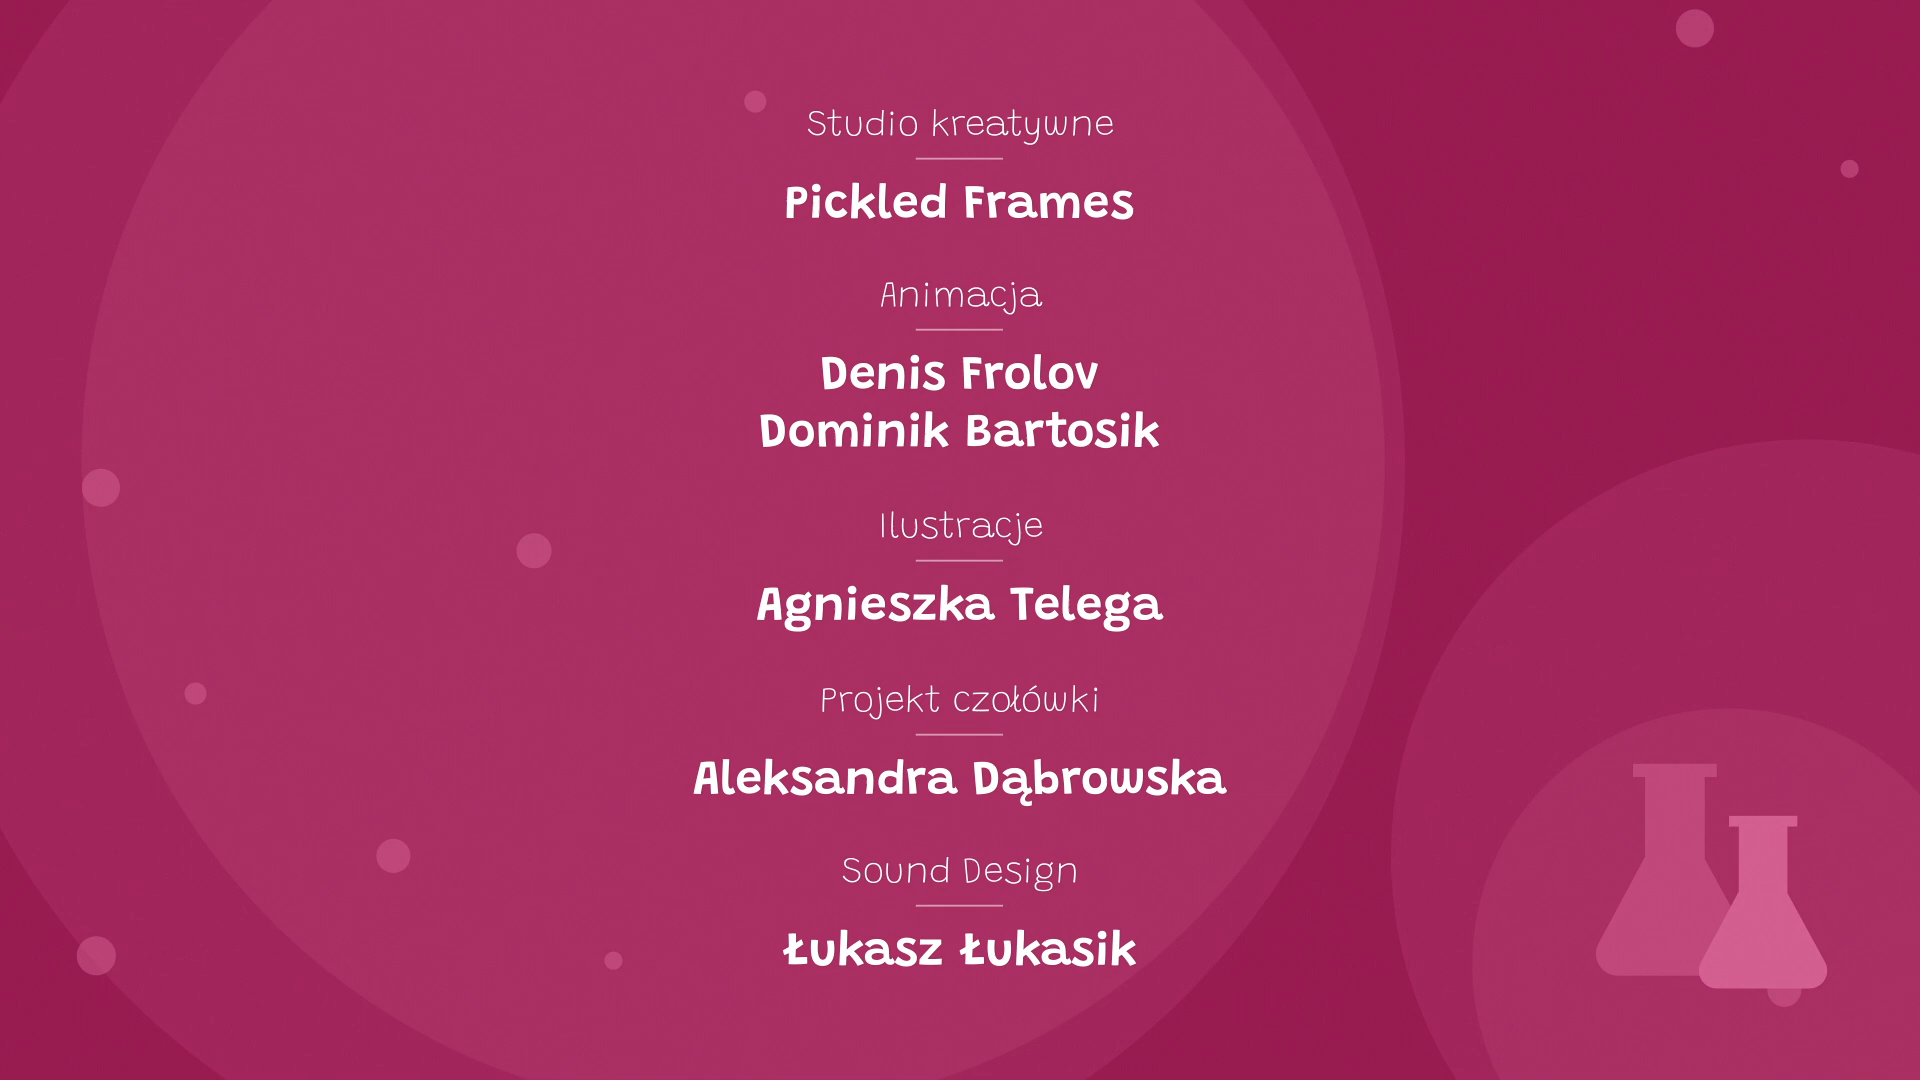 Studio kreatywne
Pickled Frames
Animacja
Denis Frolov
Dominik Bartosik
Ilustracje
Agnieszka Telega
Projekt czołówki
Aleksandra Dąbrowska
Sound Design
Łukasz Łukasik